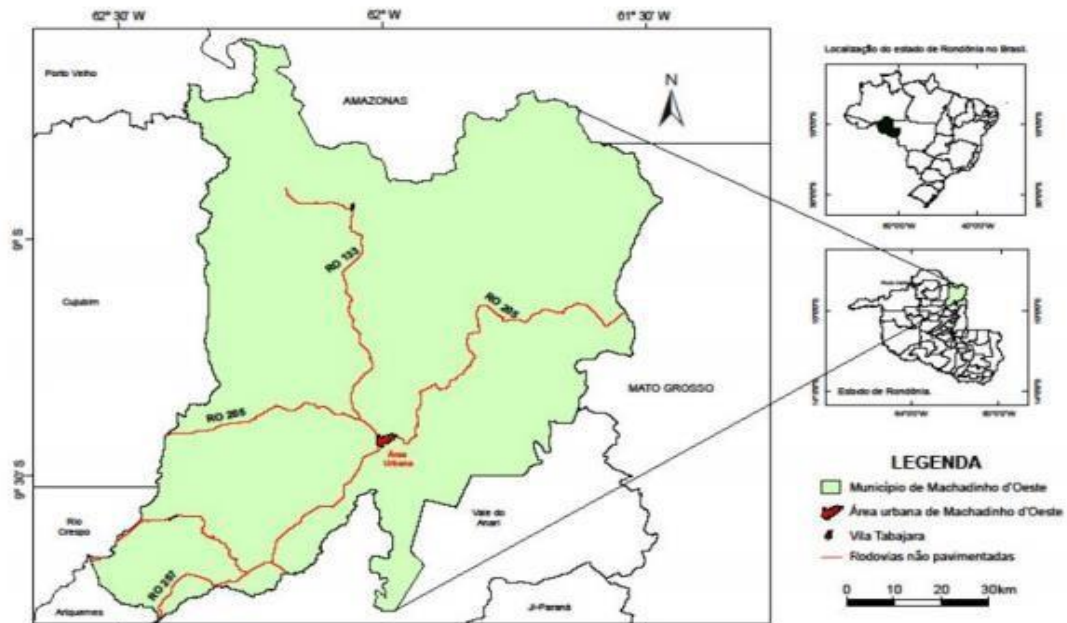 62° 30' W
62° W
61° 30' W
Porto Velho
AMAZONAS
N
9° S
RO 133
RO 205
Cujubim
MATO GROSSO
RO 205
Área
Urbana
9° 30' S
Rio
Crespo
Vale do
Anari
RO 257
Ariquemes
Ji-Paraná
Localização do estado de Rondônia no Brasil.
Estado de Rondônia.
LEGENDA
Município de Machadinho d'Oeste
Área urbana de Machadinho d'Oeste
Vila Tabajara
Rodovias não pavimentadas
0 10 20 30km